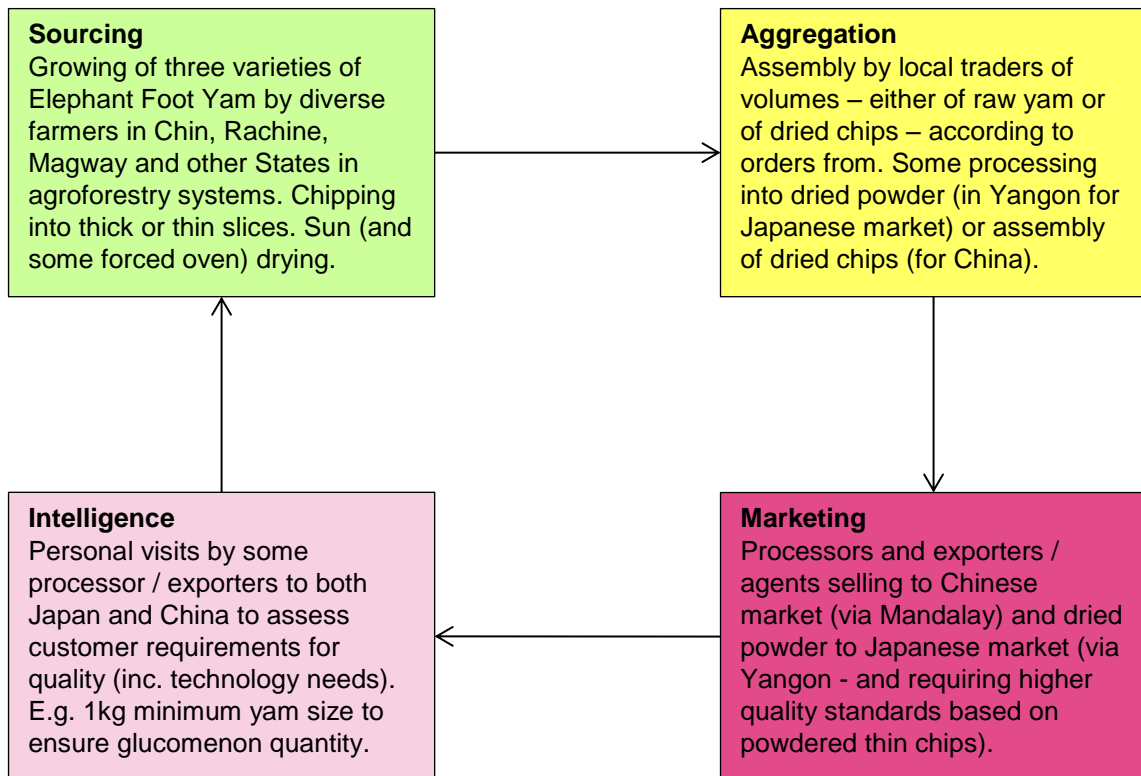 Sourcing
Growing of three varieties of
Elephant Foot Yam by diverse
farmers in Chin, Rachine,
Magway and other States in
agroforestry systems. Chipping
into thick or thin slices. Sun (and
some forced oven) drying.
Aggregation
Assembly by local traders of
volumes – either of raw yam or
of dried chips – according to
orders from. Some processing
into dried powder (in Yangon for
Japanese market) or assembly
of dried chips (for China).
Intelligence
Personal visits by some
processor / exporters to both
Japan and China to assess
customer requirements for
quality (inc. technology needs).
E.g. 1kg minimum yam size to
ensure glucomenon quantity.
Marketing
Processors and exporters /
agents selling to Chinese
market (via Mandalay) and dried
powder to Japanese market (via
Yangon - and requiring higher
quality standards based on
powdered thin chips).